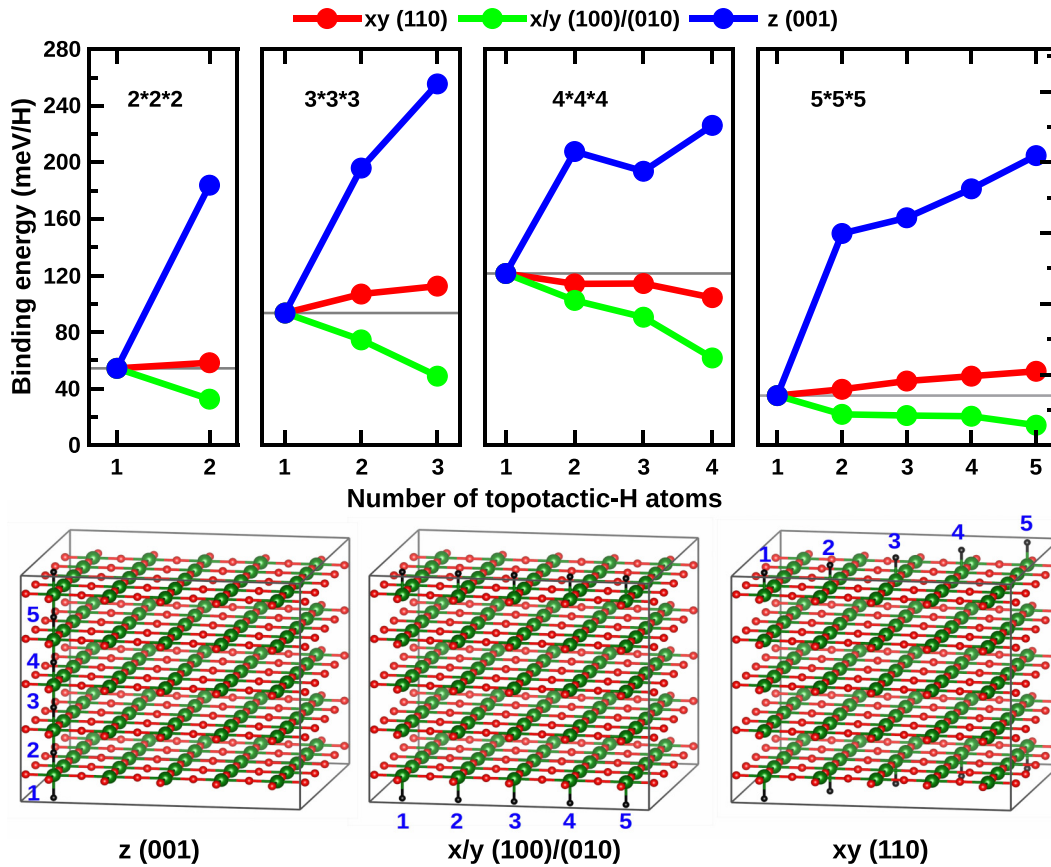 xy (110) x/y (100)/(010) z (001)
Binding energy (meV/H)
280
240
200
160
120
80
40
0
2*2*2 3*3*3 4*4*4 5*5*5
1 2 1 2 3 1 2 3 4 1 2 3 4 5
Number of topotactic-H atoms
5
4
3
2
1
1 2 3 4 5
1 2 3 4 5
z (001) x/y (100)/(010) xy (110)